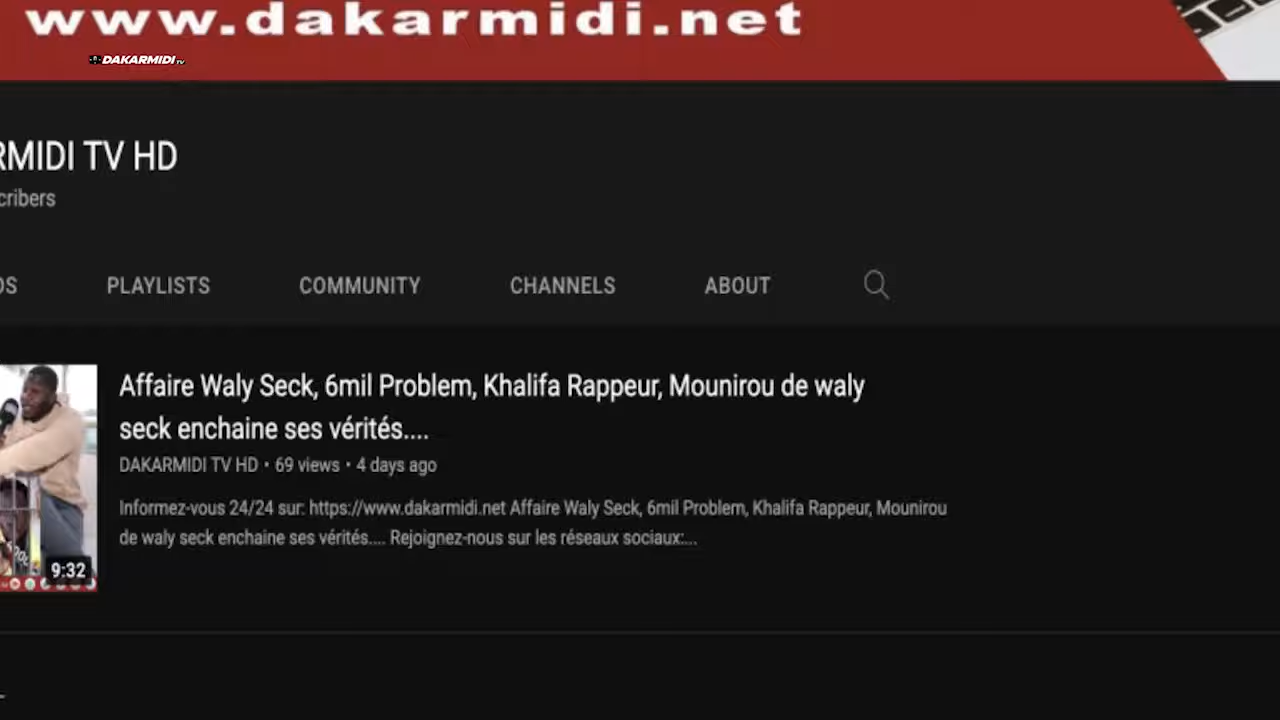 www.dakarmidi.net
DAKARMIDI TV
RMIDI TV HD
cribers
OS
PLAYLISTS
COMMUNITY
CHANNELS
ABOUT
Affaire Waly Seck, 6mil Problem, Khalifa Rappeur, Mounirou de waly
seck enchaine ses vérités....
DAKARMIDI TV HD • 69 views • 4 days ago
Informez-vous 24/24 sur: https://www.dakarmidi.net Affaire Waly Seck, 6mil Problem, Khalifa Rappeur, Mounirou
de waly seck enchaine ses vérités.... Rejoignez-nous sur les réseaux sociaux:...
9:32